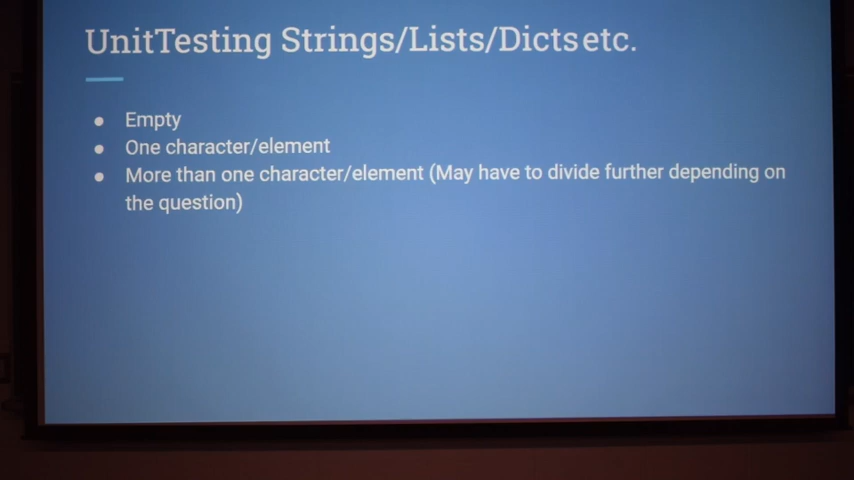 UnitTesting Strings/Lists/Dicts etc.
● Empty
● One character/element
● More than one character/element (May have to divide further depending on
the question)